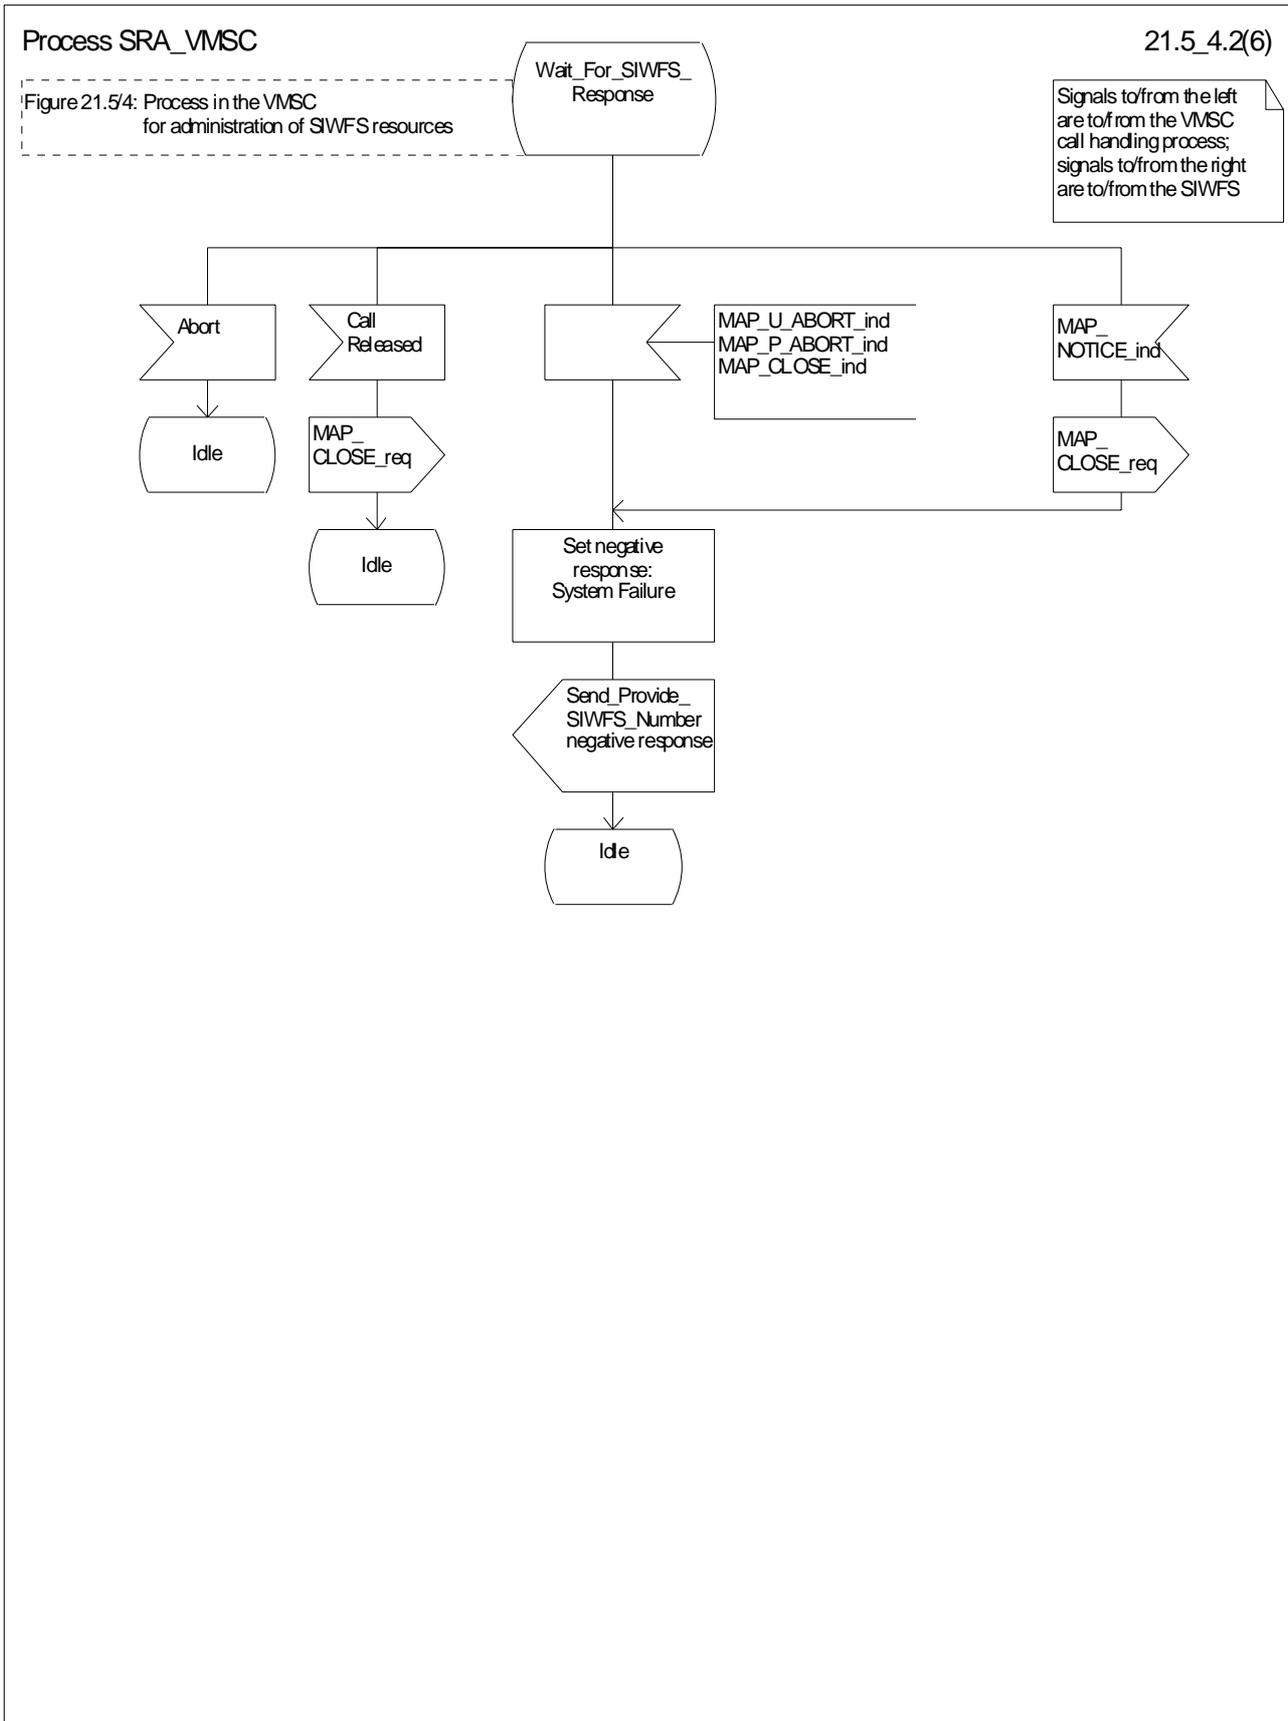 Process SRA_VMSC
21.5_4.2(6)
Figure 21.5/4: Process in the VMSC
for administration of SIWFS resources
Wait_For_SIWFS_
Response
Signals to/from the left
are to/from the VMSC
call handling process;
signals to/from the right
are to/from the SIWFS
Abort
Call
Released
MAP_U_ABORT_ind
MAP_P_ABORT_ind
MAP_CLOSE_ind
MAP_
NOTICE_ind
Idle
MAP_
CLOSE_req
MAP_
CLOSE_req
Idle
Set negative
response:
System Failure
Send_Provide_
SIWFS_Number
negative response
Idle